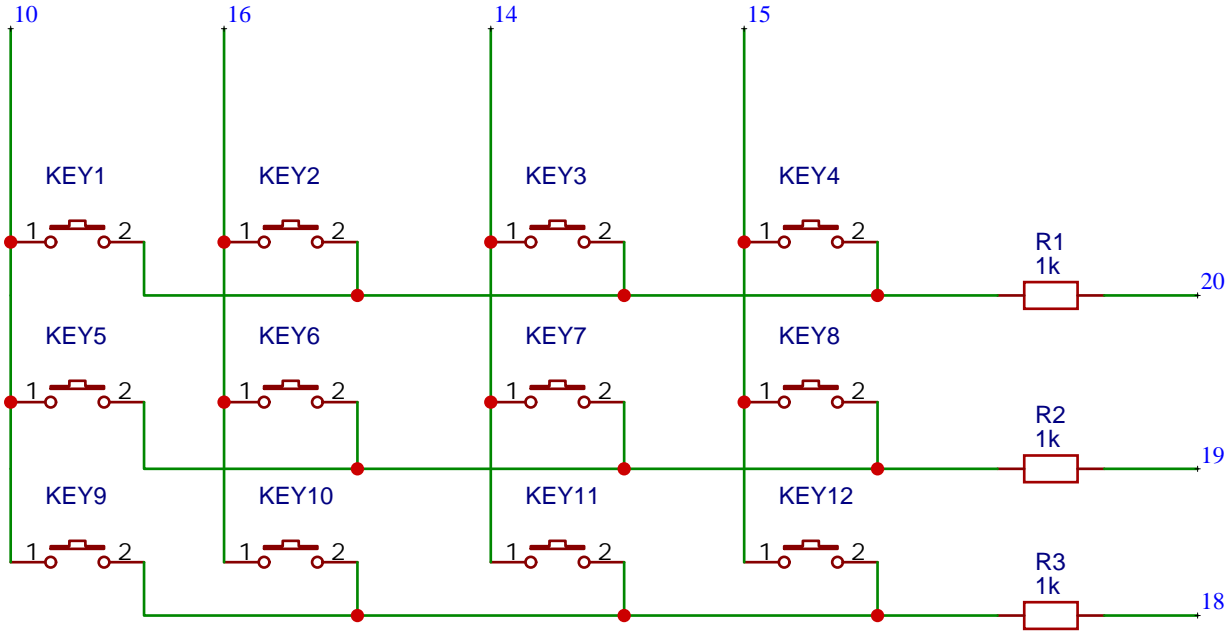 10 16 14 15
KEY1 KEY2 KEY3 KEY4
1 2 1 2 1 2 1 2
R1
1k
20
KEY5 KEY6 KEY7 KEY8
1 2 1 2 1 2 1 2
R2
1k
19
KEY9 KEY10 KEY11 KEY12
1 2 1 2 1 2 1 2
R3
1k
18